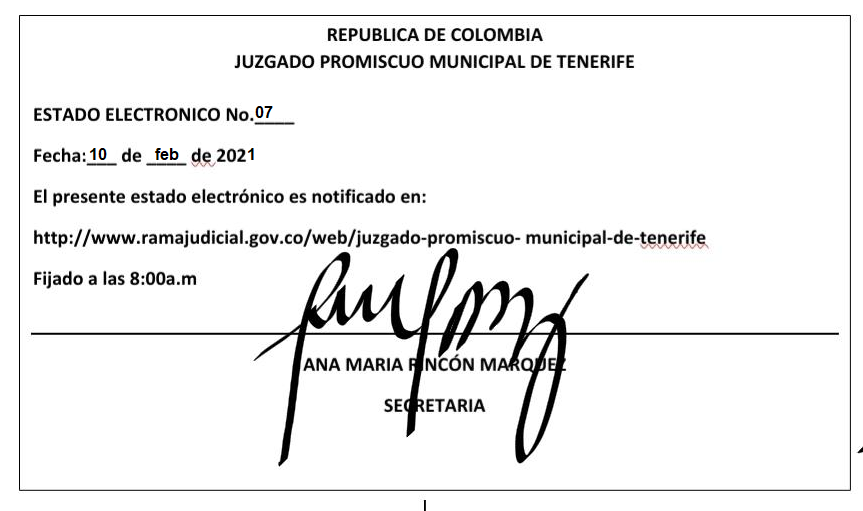 REPUBLICA DE COLOMBIA
JUZGADO PROMISCUO MUNICIPAL DE TENERIFE
ESTADO ELECTRONICO No. 07
Fecha: 10 de feb de 2021
El presente estado electrónico es notificado en:
http://www.ramajudicial.gov.co/web/juzgado-promiscuo- municipal-de-tenerife
Fijado a las 8:00a.m
ANA MARIA RINCÓN MARQUEZ
SECRETARIA